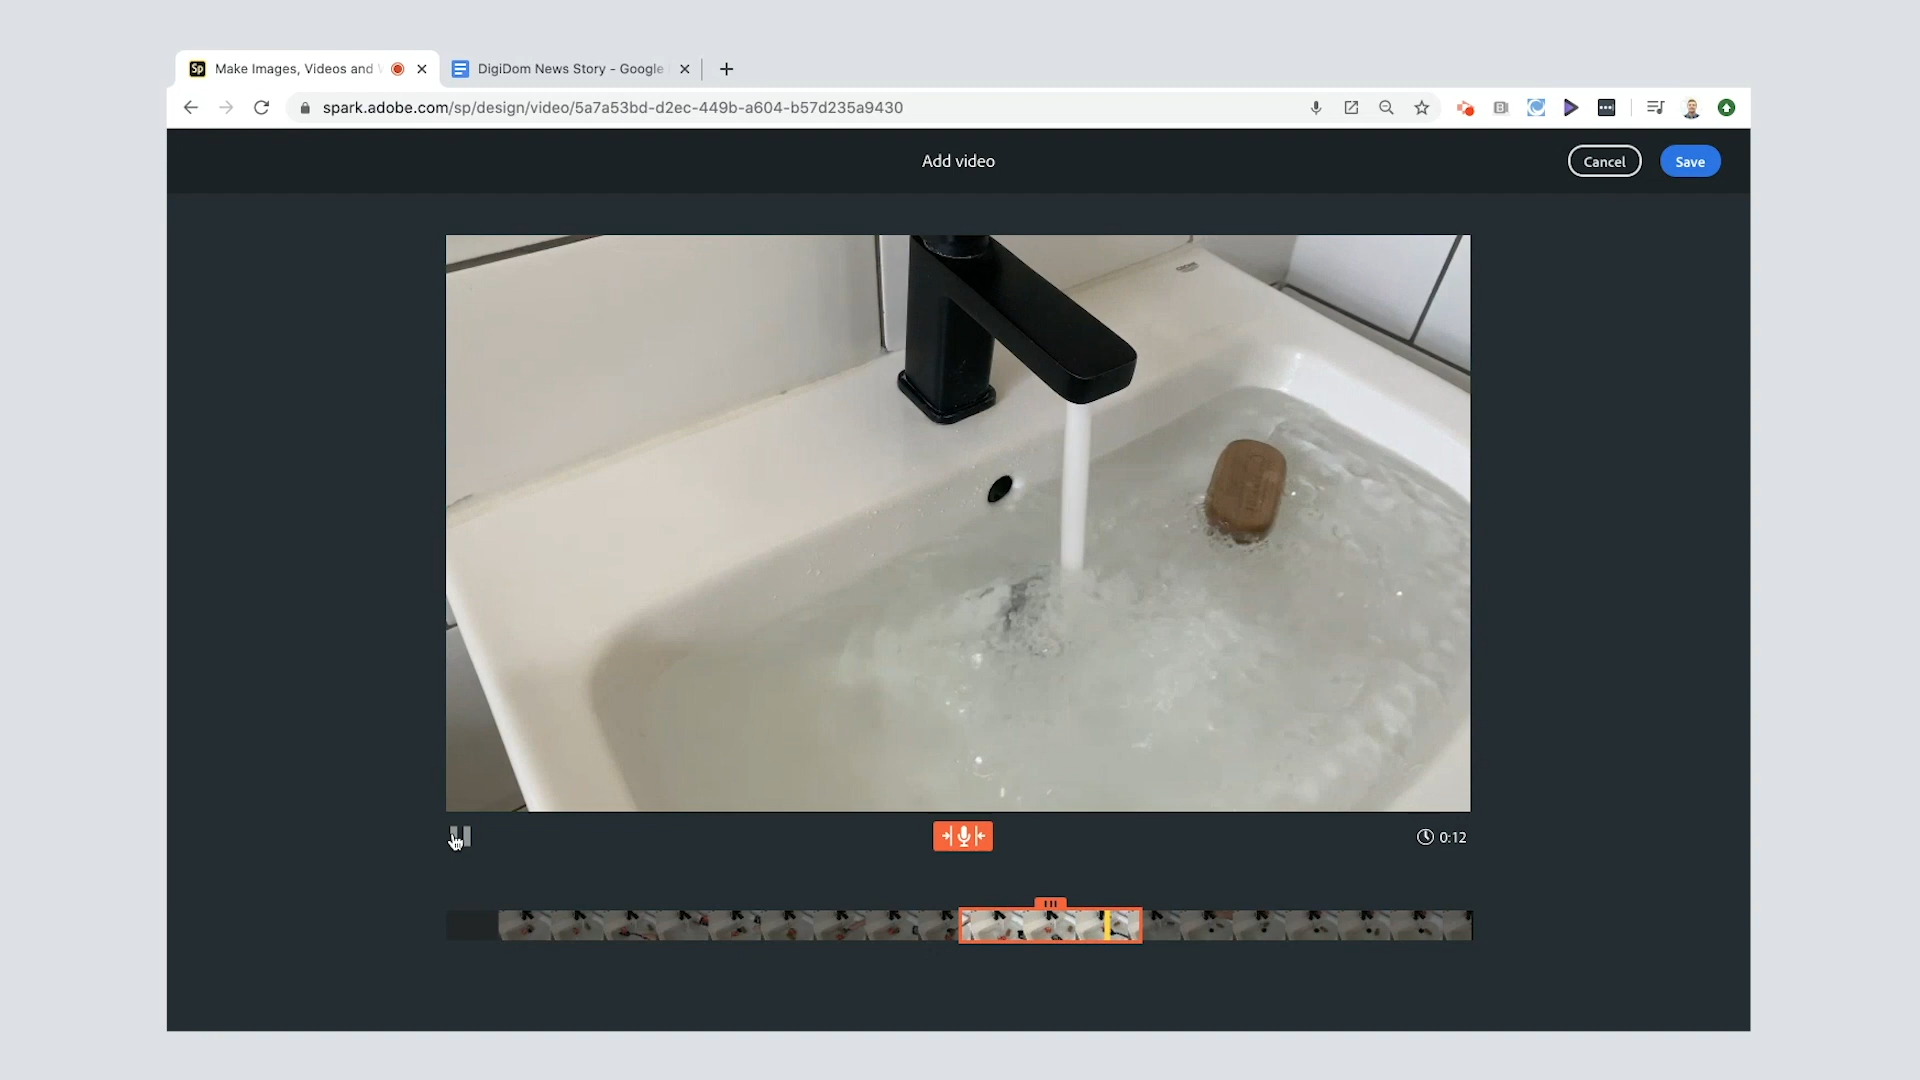 Sp Make Images, Videos and
DigiDom News Story - Google
spark.adobe.com/sp/design/video/5a7a53bd-d2ec-449b-a604-b57d235a9430
Add video
Cancel
Save
0:12